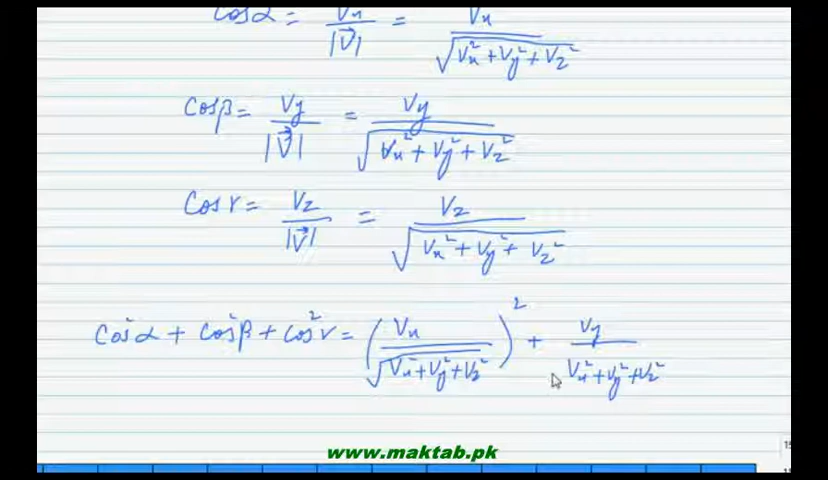 Cosα = Vx / |V⃗| = Vx / √(Vx² + Vy² + Vz²)
Cosβ = Vy / |V⃗| = Vy / √(Vx² + Vy² + Vz²)
Cosγ = Vz / |V⃗| = Vz / √(Vx² + Vy² + Vz²)
Cos²α + Cos²β + Cos²γ = (Vx / √(Vx² + Vy² + Vz²))² + Vy / Vx² + Vy² + Vz²
www.maktab.pk